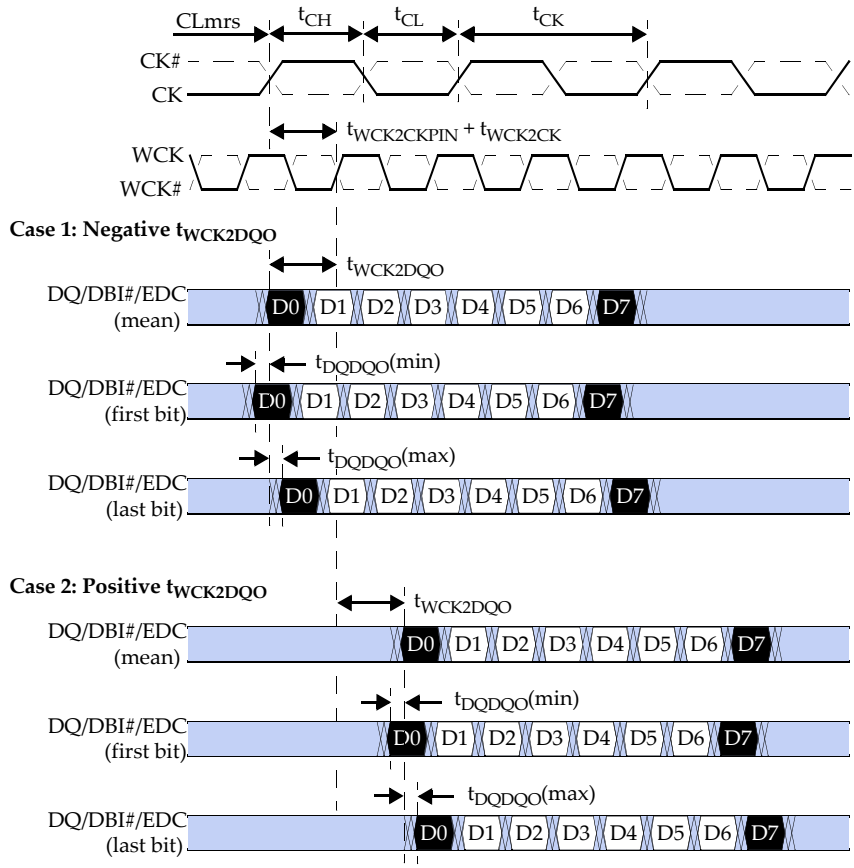 CLmrs tCH tCL tCK
CK#
CK
tWCK2CKPIN + tWCK2CK
WCK
WCK#
Case 1: Negative tWCK2DQO
tWCK2DQO
DQ/DBI#/EDC
(mean)
D0 D1 D2 D3 D4 D5 D6 D7
tDQDQO(min)
DQ/DBI#/EDC
(first bit)
D0 D1 D2 D3 D4 D5 D6 D7
tDQDQO(max)
DQ/DBI#/EDC
(last bit)
D0 D1 D2 D3 D4 D5 D6 D7
Case 2: Positive tWCK2DQO
tWCK2DQO
DQ/DBI#/EDC
(mean)
D0 D1 D2 D3 D4 D5 D6 D7
tDQDQO(min)
DQ/DBI#/EDC
(first bit)
D0 D1 D2 D3 D4 D5 D6 D7
tDQDQO(max)
DQ/DBI#/EDC
(last bit)
D0 D1 D2 D3 D4 D5 D6 D7